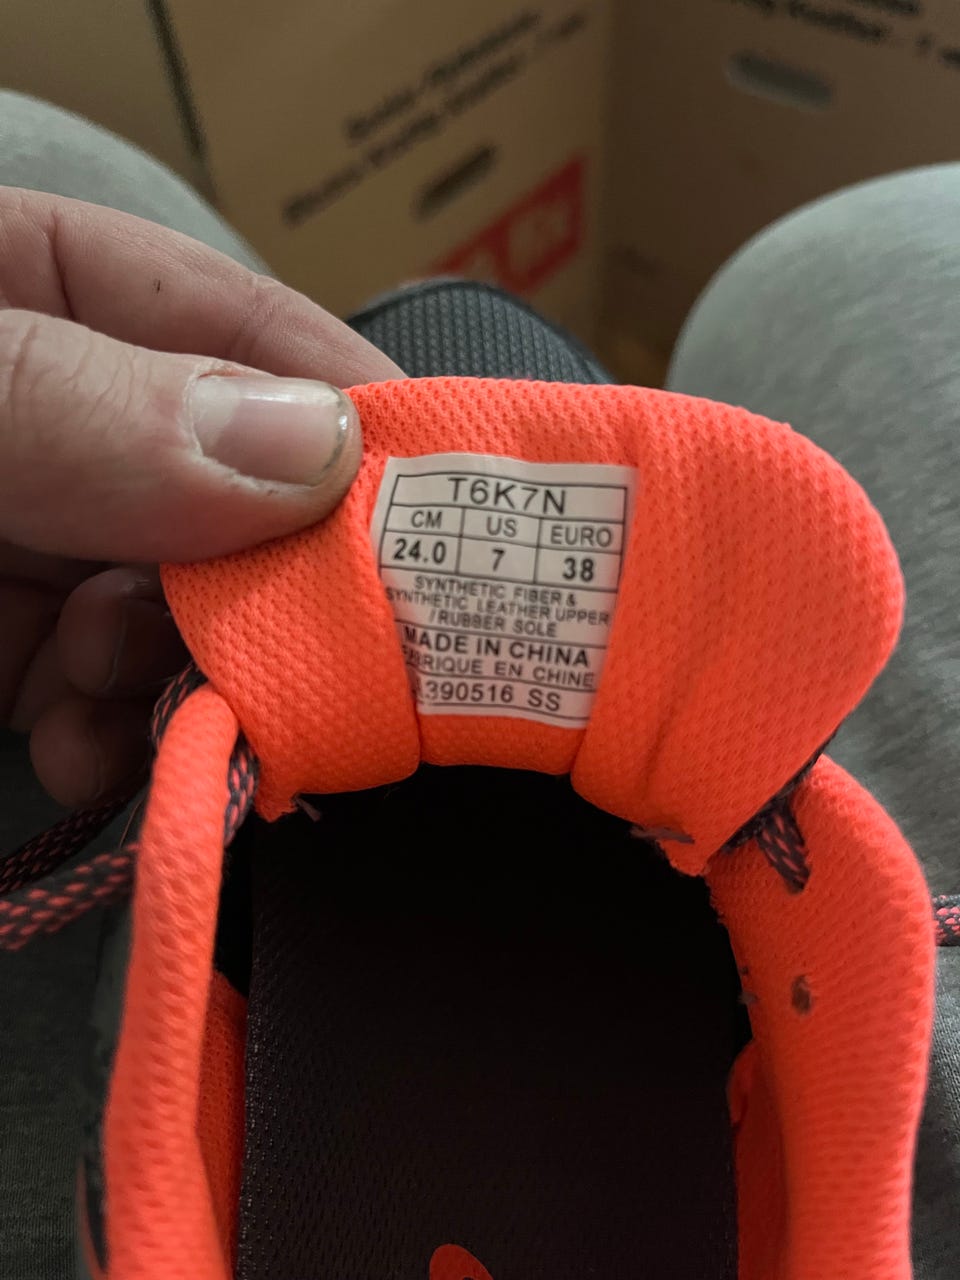 T6K7N
CM US EURO
24.0 7 38
SYNTHETIC FIBER &
SYNTHETIC LEATHER UPPER
/ RUBBER SOLE
MADE IN CHINA
FABRIQUE EN CHINE
390516 SS